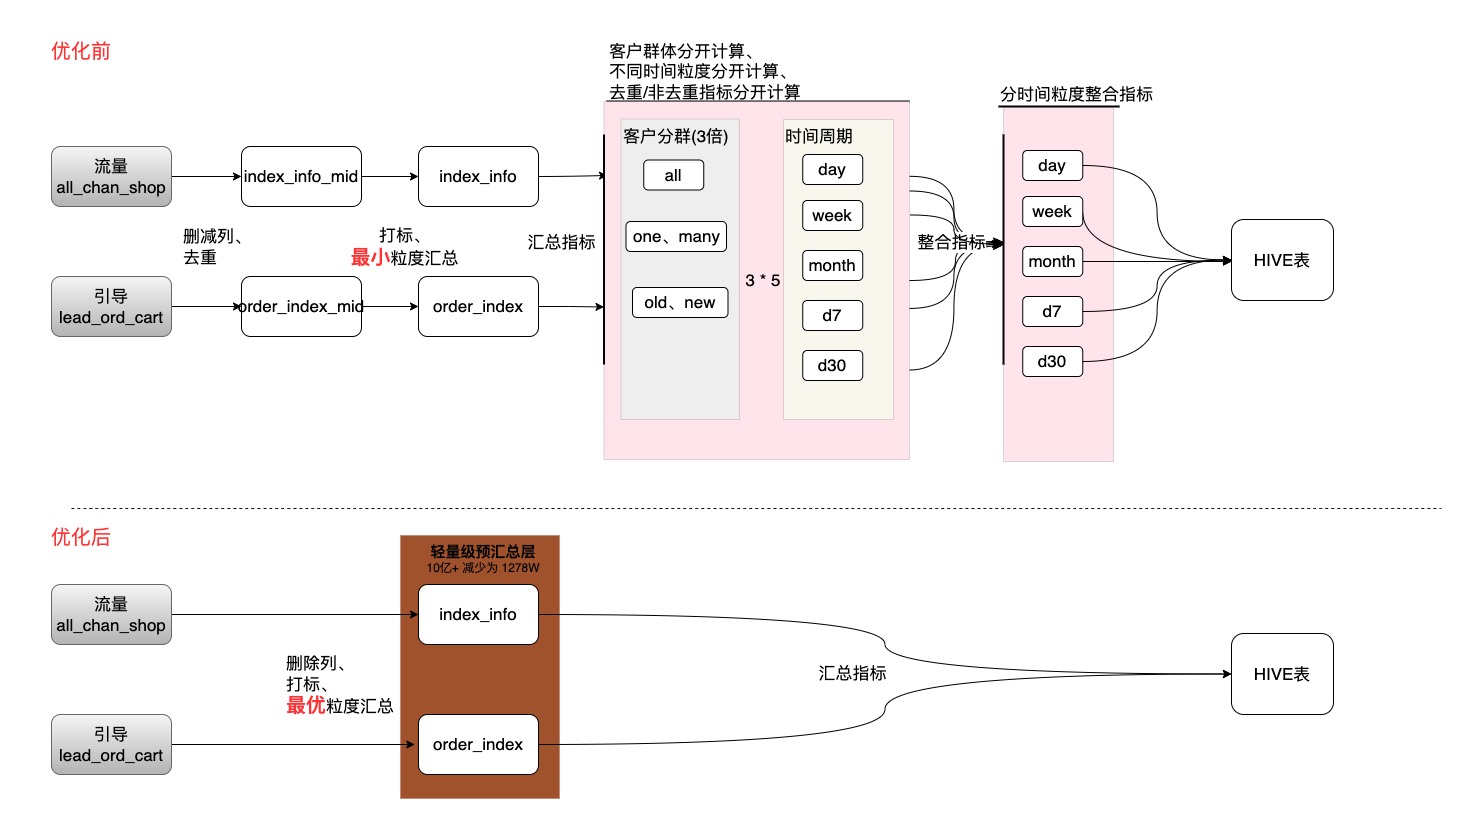 优化前
客户群体分开计算、
不同时间粒度分开计算、
去重/非去重指标分开计算
分时间粒度整合指标
流量
all_chan_shop
index_info_mid
index_info
删减列、
去重
打标、
最小粒度汇总
汇总指标
引导
lead_ord_cart
order_index_mid
order_index
客户分群(3倍)
all
one、many
old、new
3 * 5
时间周期
day
week
month
d7
d30
整合指标
day
week
month
d7
d30
HIVE表
优化后
轻量级预汇总层
10亿+ 减少为 1278W
流量
all_chan_shop
index_info
删除列、
打标、
最优粒度汇总
汇总指标
引导
lead_ord_cart
order_index
HIVE表